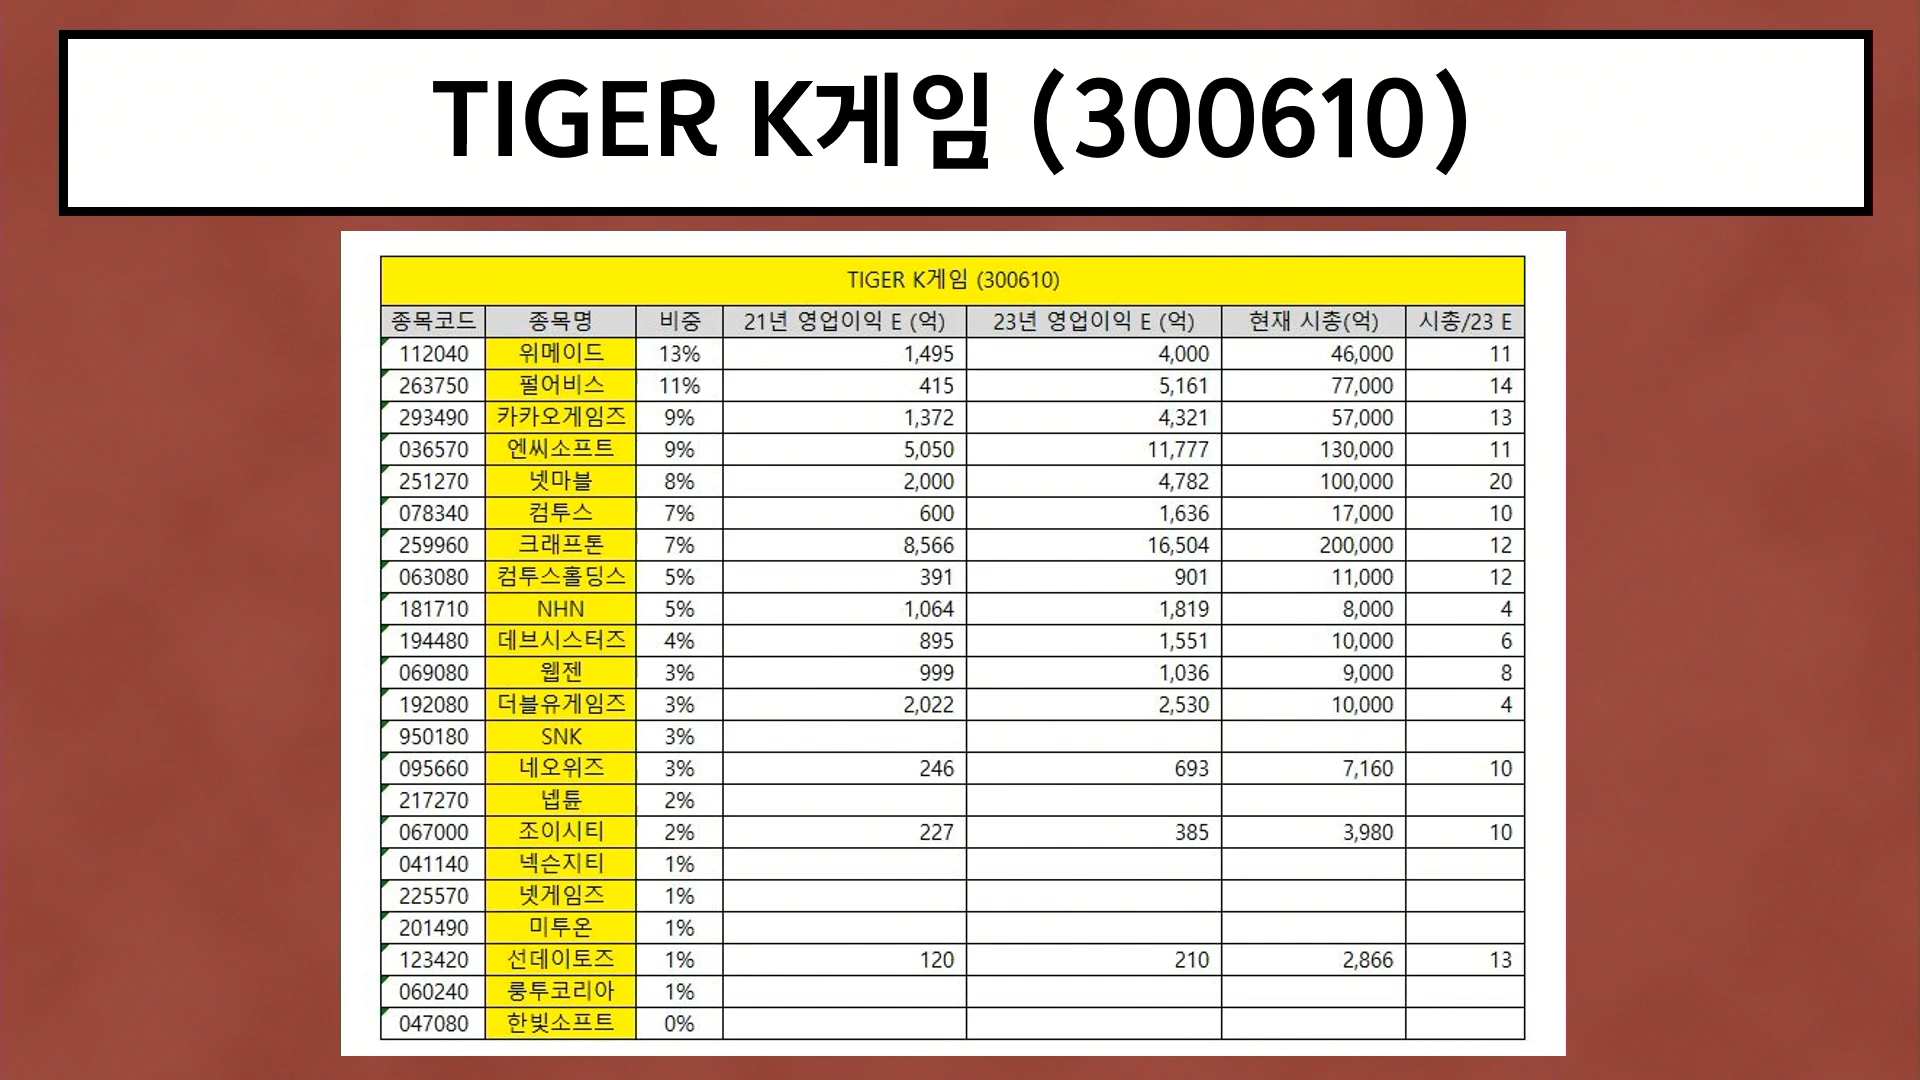 TIGER K게임 (300610)
TIGER K게임 (300610)
종목코드 종목명 비중 21년 영업이익 E (억) 23년 영업이익 E (억) 현재 시총(억) 시총/23 E
112040 위메이드 13% 1,495 4,000 46,000 11
263750 펄어비스 11% 415 5,161 77,000 14
293490 카카오게임즈 9% 1,372 4,321 57,000 13
036570 엔씨소프트 9% 5,050 11,777 130,000 11
251270 넷마블 8% 2,000 4,782 100,000 20
078340 컴투스 7% 600 1,636 17,000 10
259960 크래프톤 7% 8,566 16,504 200,000 12
063080 컴투스홀딩스 5% 391 901 11,000 12
181710 NHN 5% 1,064 1,819 8,000 4
194480 데브시스터즈 4% 895 1,551 10,000 6
069080 웹젠 3% 999 1,036 9,000 8
192080 더블유게임즈 3% 2,022 2,530 10,000 4
950180 SNK 3%
095660 네오위즈 3% 246 693 7,160 10
217270 넵튠 2%
067000 조이시티 2% 227 385 3,980 10
041140 넥슨지티 1%
225570 넷게임즈 1%
201490 미투온 1%
123420 선데이토즈 1% 120 210 2,866 13
060240 룽투코리아 1%
047080 한빛소프트 0%